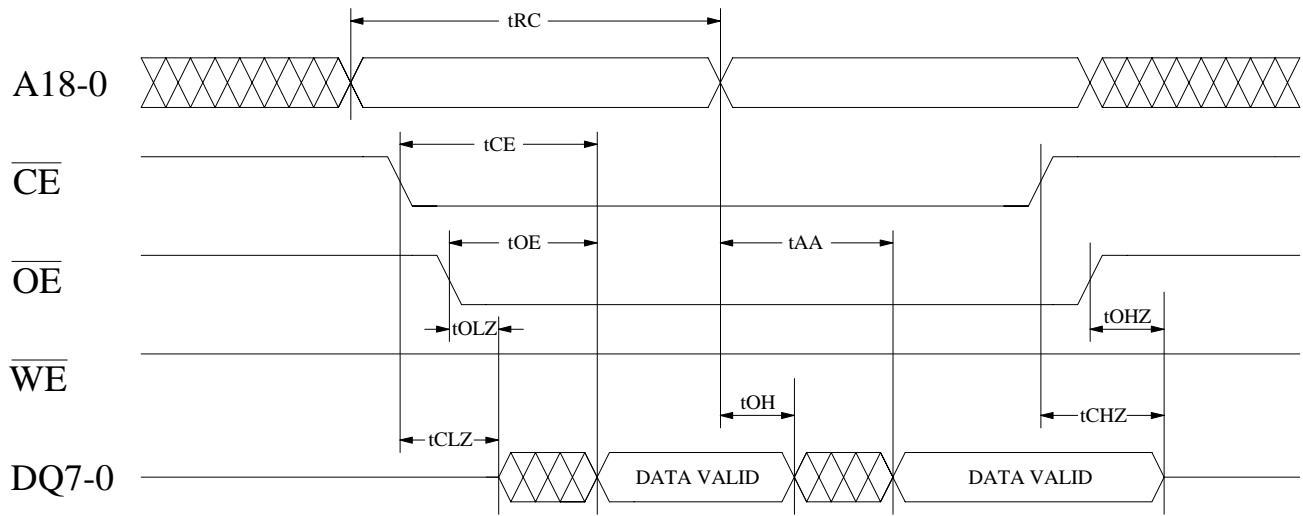 tRC
A18-0
tCE
CE
tOE
tAA
OE
tOLZ
tOHZ
WE
tOH
tCLZ
tCHZ
DQ7-0
DATA VALID
DATA VALID